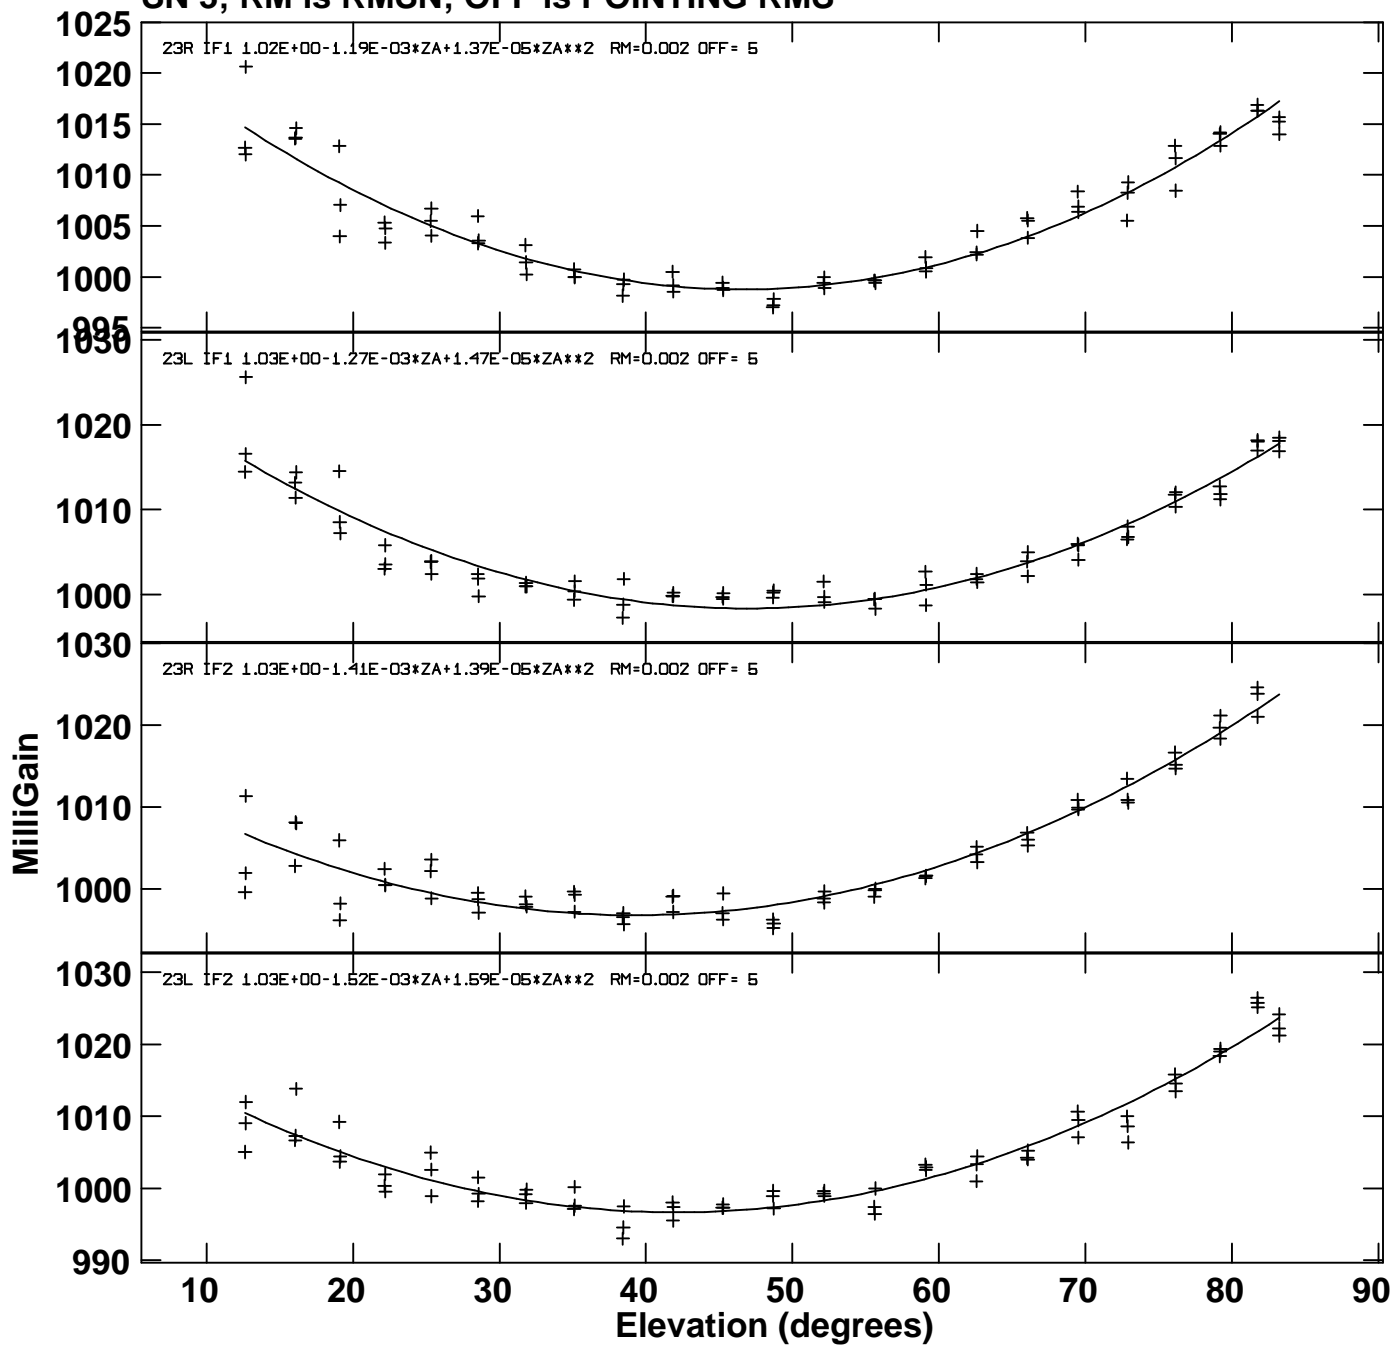 SN 3, RM is RMSN, OFF is POINTING RMS
1025
23R IF1 1.02E+00-1.19E-03*ZA+1.37E-05*ZA**2 RM=0.002 OFF= 5
1020
1015
1010
1005
1000
995
1030
23L IF1 1.03E+00-1.27E-03*ZA+1.47E-05*ZA**2 RM=0.002 OFF= 5
1020
1010
1000
1030
23R IF2 1.03E+00-1.41E-03*ZA+1.39E-05*ZA**2 RM=0.002 OFF= 5
1020
1010
1000
MilliGain
1030
23L IF2 1.03E+00-1.52E-03*ZA+1.59E-05*ZA**2 RM=0.002 OFF= 5
1020
1010
1000
990
10 20 30 40 50 60 70 80 90
Elevation (degrees)